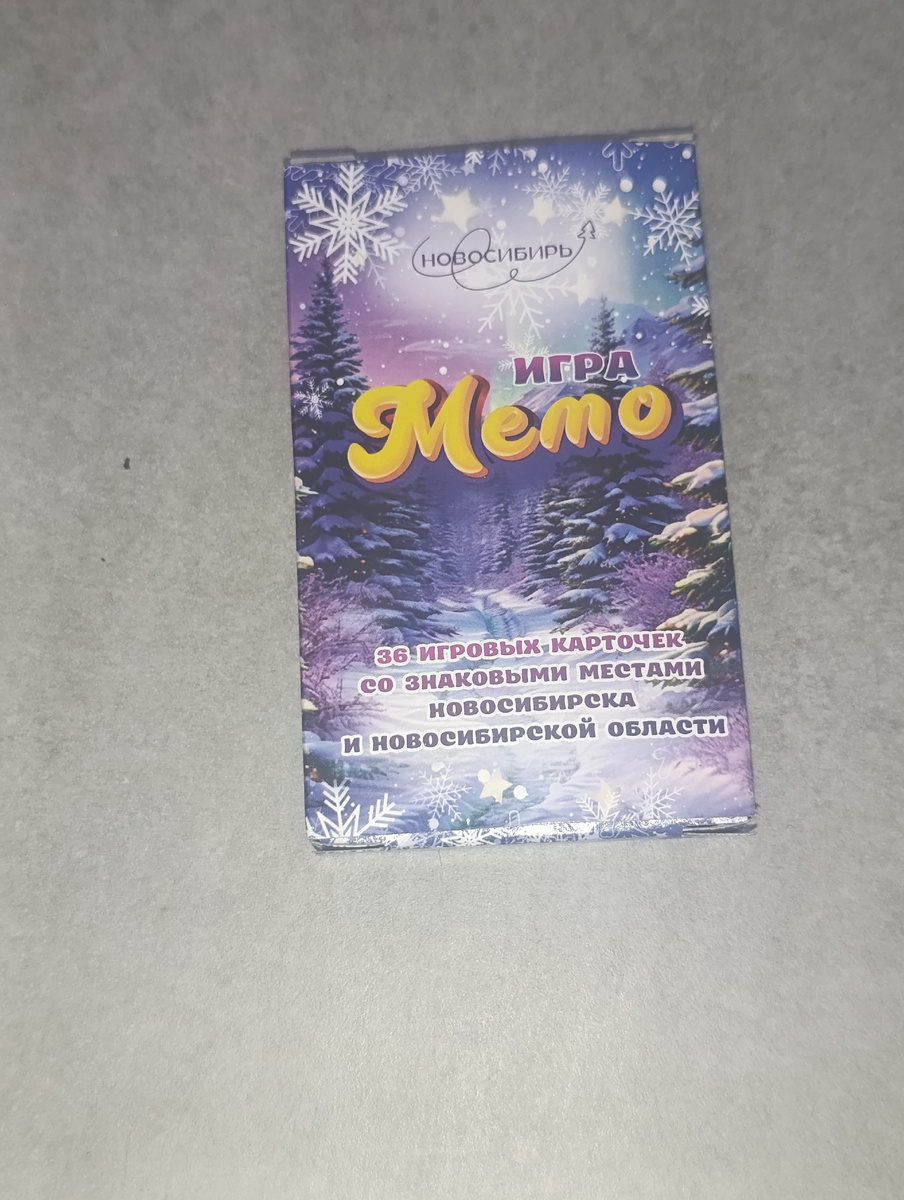 НОВОСИБИРЬ
ИГРА
Мемо
36 ИГРОВЫХ КАРТОЧЕК
СО ЗНАКОВЫМИ МЕСТАМИ
НОВОСИБИРСКА
И НОВОСИБИРСКОЙ ОБЛАСТИ